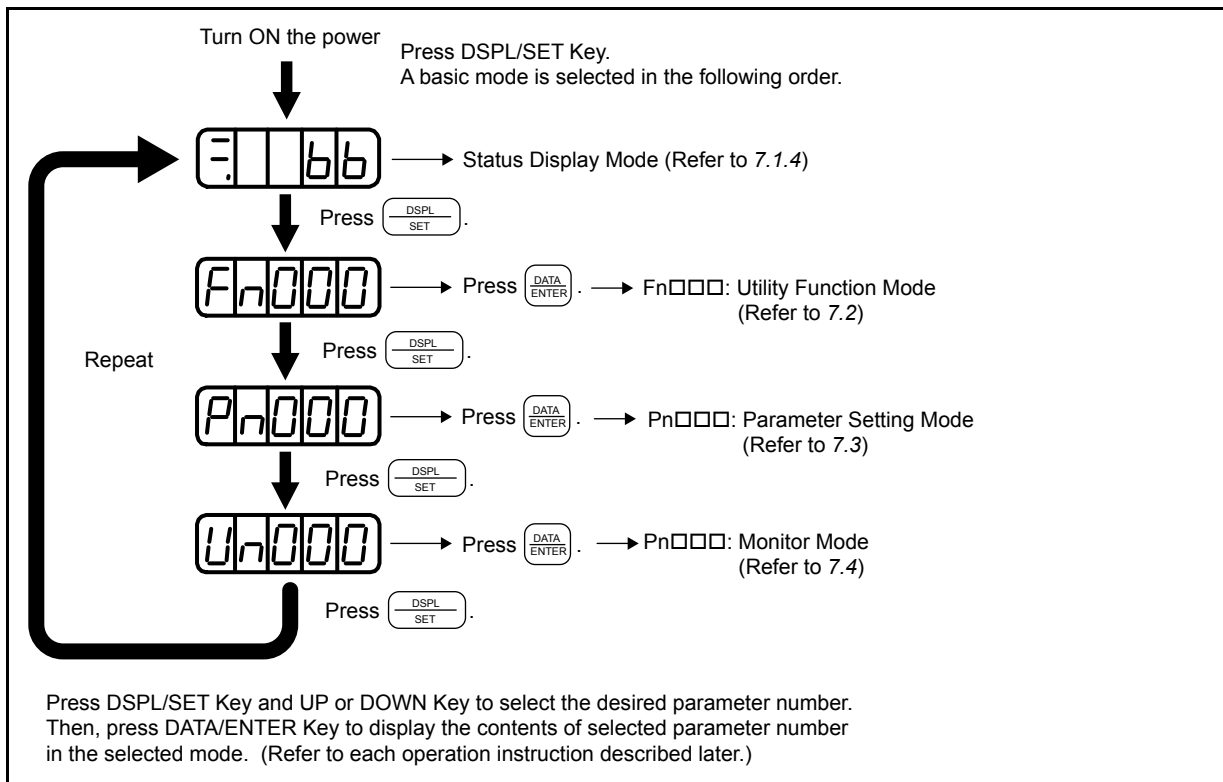 Turn ON the power
Press DSPL/SET Key.
A basic mode is selected in the following order.
bb
Status Display Mode (Refer to 7.1.4)
Press DSPL/SET.
Fn000
Press DATA/ENTER.
Fn□□□: Utility Function Mode
(Refer to 7.2)
Press DSPL/SET.
Repeat
Pn000
Press DATA/ENTER.
Pn□□□: Parameter Setting Mode
(Refer to 7.3)
Press DSPL/SET.
Un000
Press DATA/ENTER.
Pn□□□: Monitor Mode
(Refer to 7.4)
Press DSPL/SET.
Press DSPL/SET Key and UP or DOWN Key to select the desired parameter number.
Then, press DATA/ENTER Key to display the contents of selected parameter number
in the selected mode. (Refer to each operation instruction described later.)